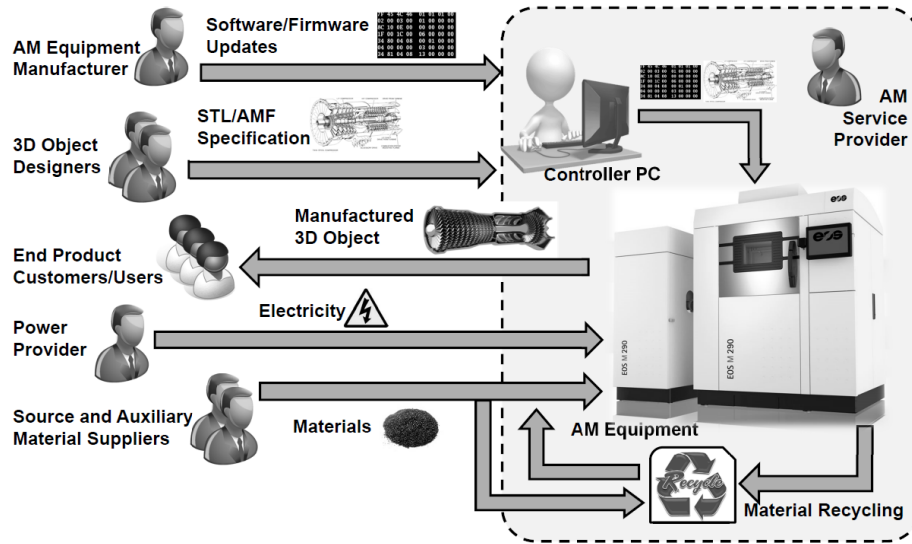 AM Equipment
Manufacturer
Software/Firmware
Updates
AM
Service
Provider
3D Object
Designers
STL/AMF
Specification
Controller PC
Manufactured
3D Object
End Product
Customers/Users
eos
eos
Electricity
Power
Provider
EOS M 290
EOS M 290
Source and Auxiliary
Material Suppliers
Materials
AM Equipment
Recycle
Material Recycling